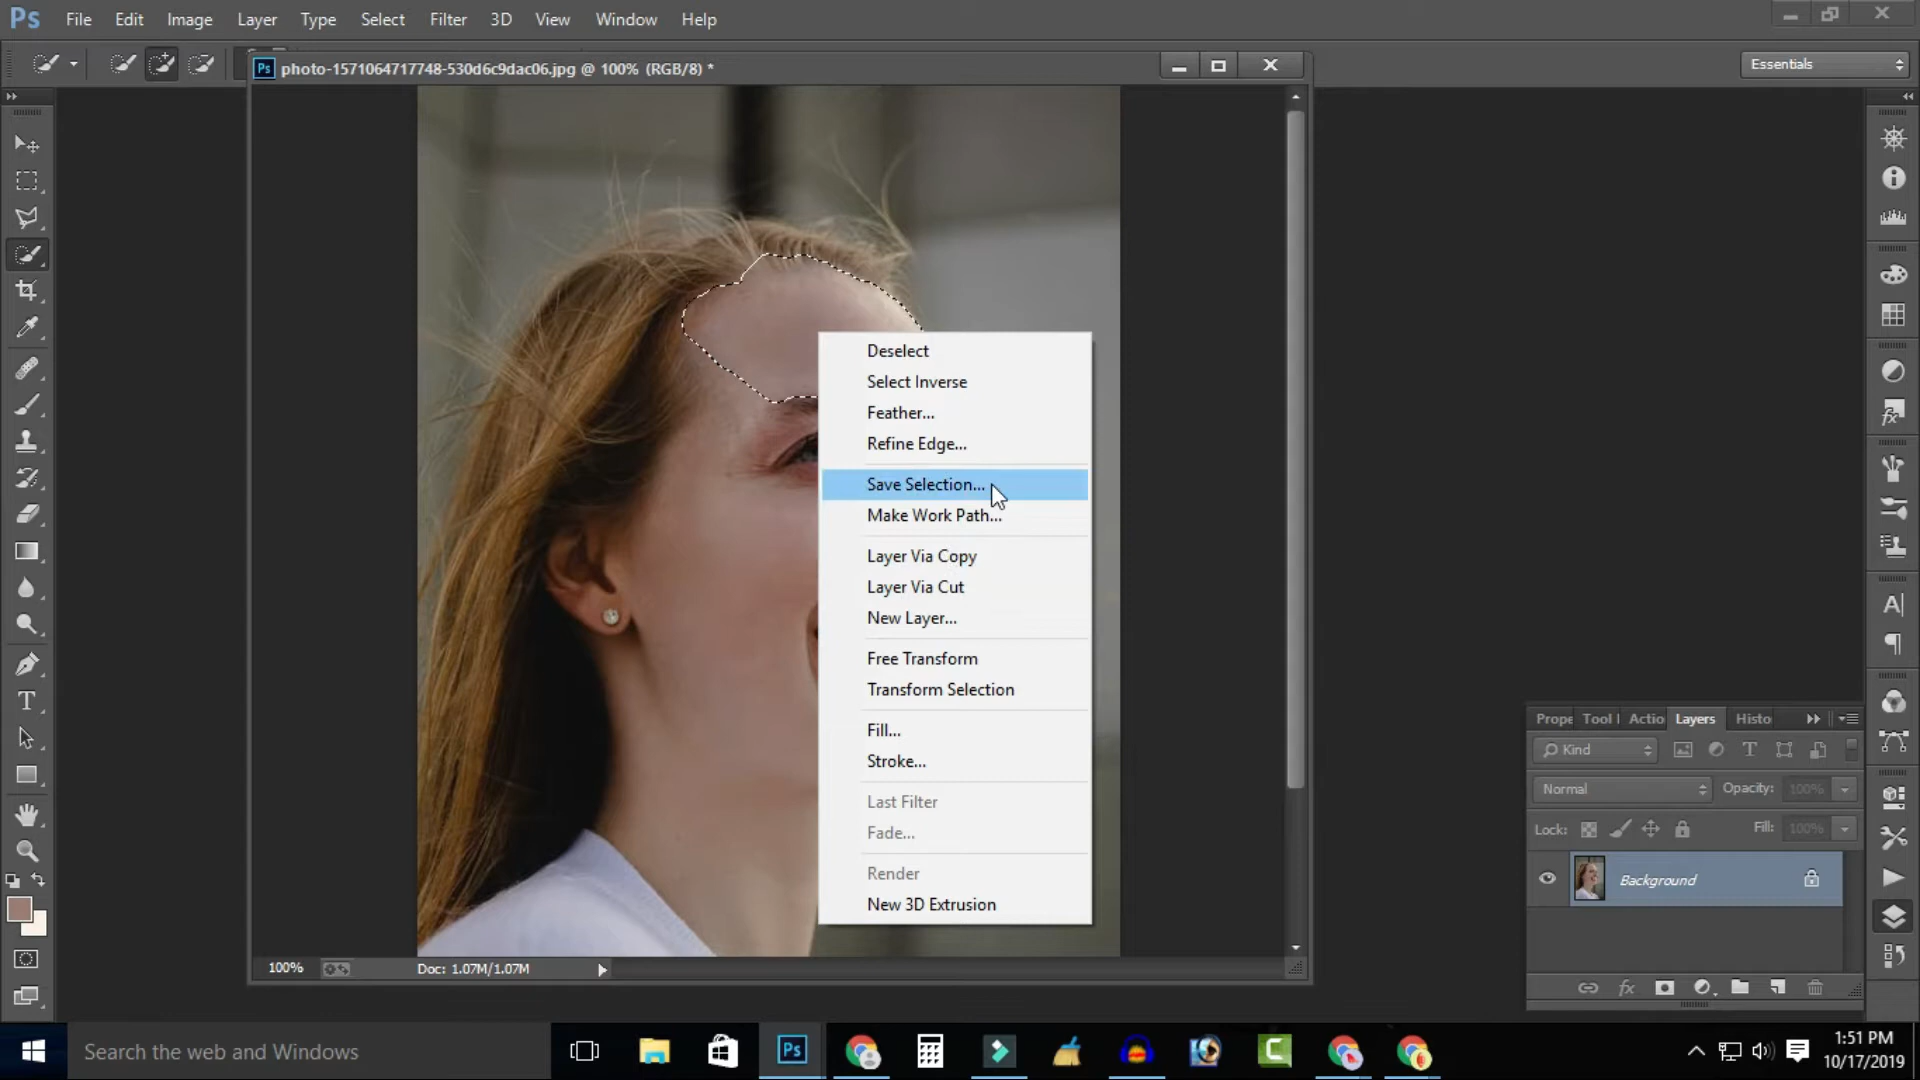 Ps File Edit Image Layer Type Select Filter 3D View Window Help
Ps photo-1571064717748-530d6c9dac06.jpg @ 100% (RGB/8) *
Essentials
Deselect
Select Inverse
Feather...
Refine Edge...
Save Selection...
Make Work Path...
Layer Via Copy
Layer Via Cut
New Layer...
Free Transform
Transform Selection
Fill...
Stroke...
Last Filter
Fade...
Render
New 3D Extrusion
Prope Tool Actio Layers Histo
Kind
Normal Opacity: 100%
Lock: Fill: 100%
Background
fx
100% Doc: 1.07M/1.07M
Search the web and Windows
Ps
1:51 PM
10/17/2019